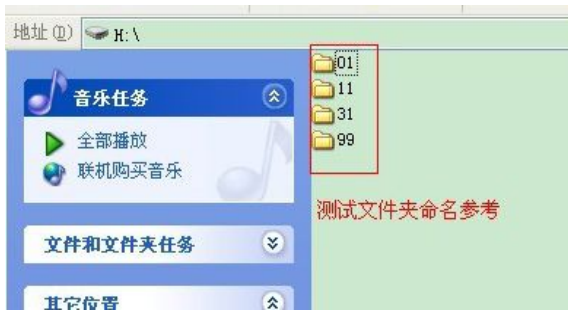 地址(D) H:\
音乐任务
全部播放
联机购买音乐
文件和文件夹任务
其它位置
01
11
31
99
测试文件夹命名参考